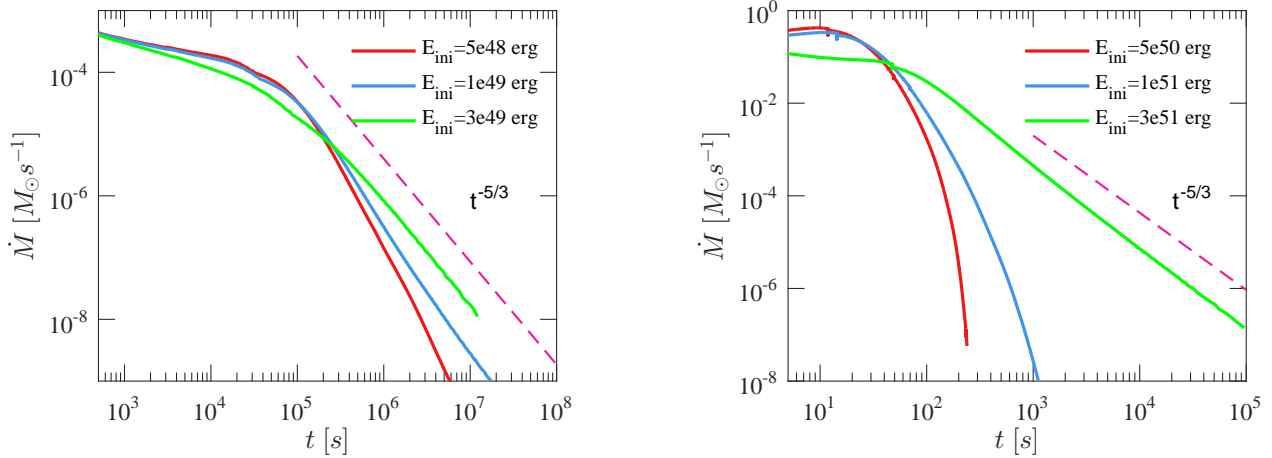 E_ini=5e48 erg
E_ini=1e49 erg
E_ini=3e49 erg
t^-5/3
10^-4
10^-6
10^-8
Ṁ [M_⊙s^−1]
10^3 10^4 10^5 10^6 10^7 10^8
t [s]
E_ini=5e50 erg
E_ini=1e51 erg
E_ini=3e51 erg
t^-5/3
10^0
10^-2
10^-4
10^-6
10^-8
Ṁ [M_⊙s^−1]
10^1 10^2 10^3 10^4 10^5
t [s]